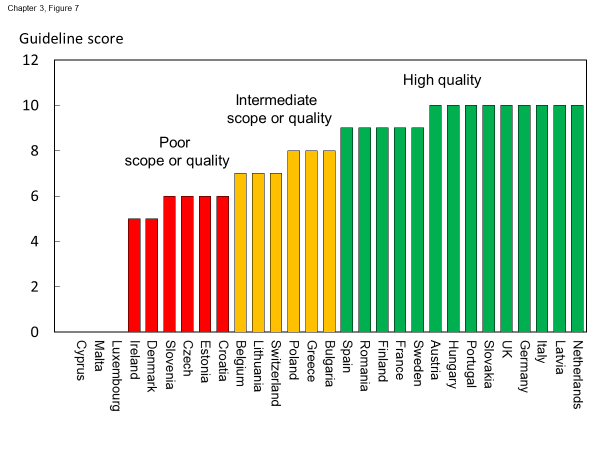 Chapter 3, Figure 7
Guideline score
12
High quality
Intermediate
scope or quality
10
Poor
scope or quality
8
6
4
2
0
Cyprus
Malta
Luxembourg
Ireland
Denmark
Slovenia
Czech
Estonia
Croatia
Belgium
Lithuania
Switzerland
Poland
Greece
Bulgaria
Spain
Romania
Finland
France
Sweden
Austria
Hungary
Portugal
Slovakia
UK
Germany
Italy
Latvia
Netherlands